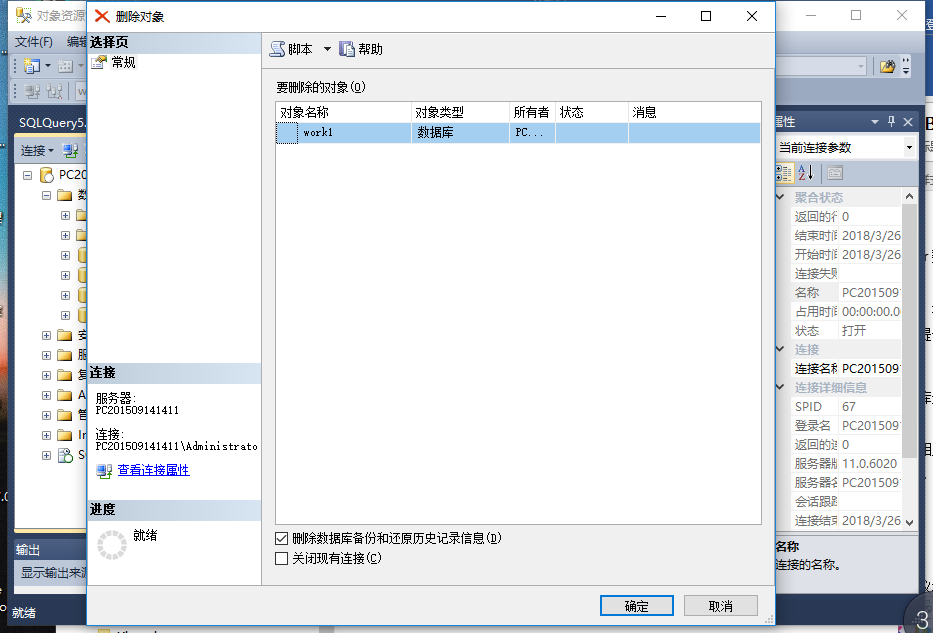 对象资源
删除对象
文件(F) 编辑
选择页
常规
脚本 帮助
要删除的对象(O)
对象名称 对象类型 所有者 状态 消息
work1 数据库 PC...
SQLQuery5.
连接
PC20
数
安
服
复
A
管
In
S
连接
服务器:
PC201509141411
连接:
PC201509141411\Administrato
查看连接属性
进度
就绪
删除数据库备份和还原历史记录信息(D)
关闭现有连接(C)
确定 取消
输出
显示输出来源
就绪
属性
当前连接参数
聚合状态
返回的行 0
结束时间 2018/3/26
开始时间 2018/3/26
连接失败
名称 PC201509
占用时间 00:00:00.0
状态 打开
连接
连接名称 PC201509
连接详细信息
SPID 67
登录名 PC201509
返回的连 0
服务器版 11.0.6020
服务器名 PC201509
会话跟踪
连接结束 2018/3/26
名称
连接的名称。
3